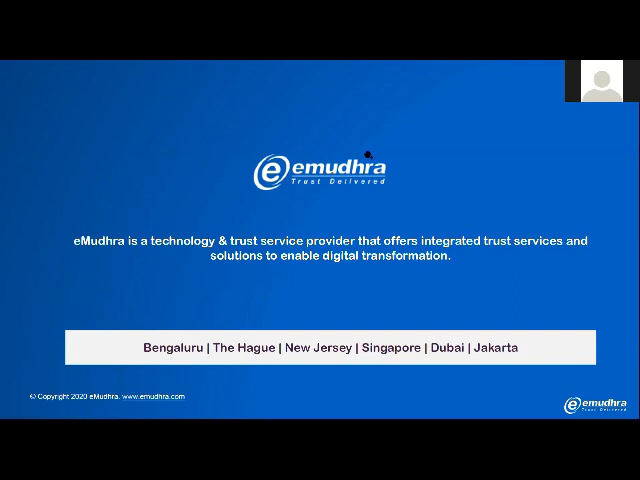 emudhra
Trust Delivered
eMudhra is a technology & trust service provider that offers integrated trust services and
solutions to enable digital transformation.
Bengaluru | The Hague | New Jersey | Singapore | Dubai | Jakarta
© Copyright 2020 eMudhra. www.emudhra.com
emudhra
Trust Delivered